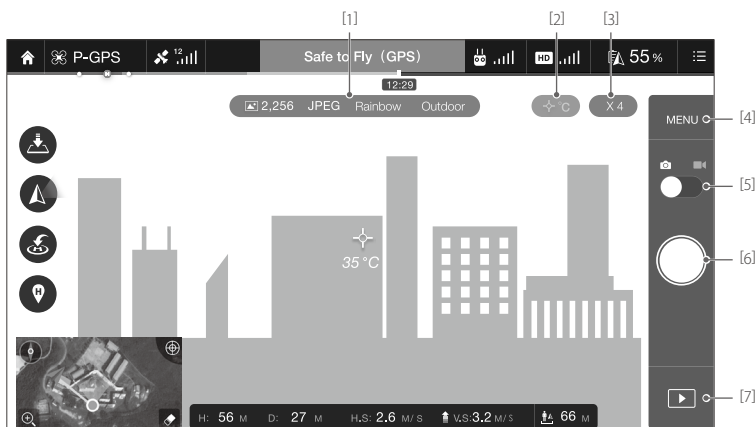 [1] [2] [3]
P-GPS 12 Safe to Fly (GPS) HD 55 %
H
12:29
2,256 JPEG Rainbow Outdoor °C X 4
MENU [4]
[5]
35 °C
[6]
H
H
[7]
H: 56 M D: 27 M H.S: 2.6 M/S V.S: 3.2 M/S 66 M